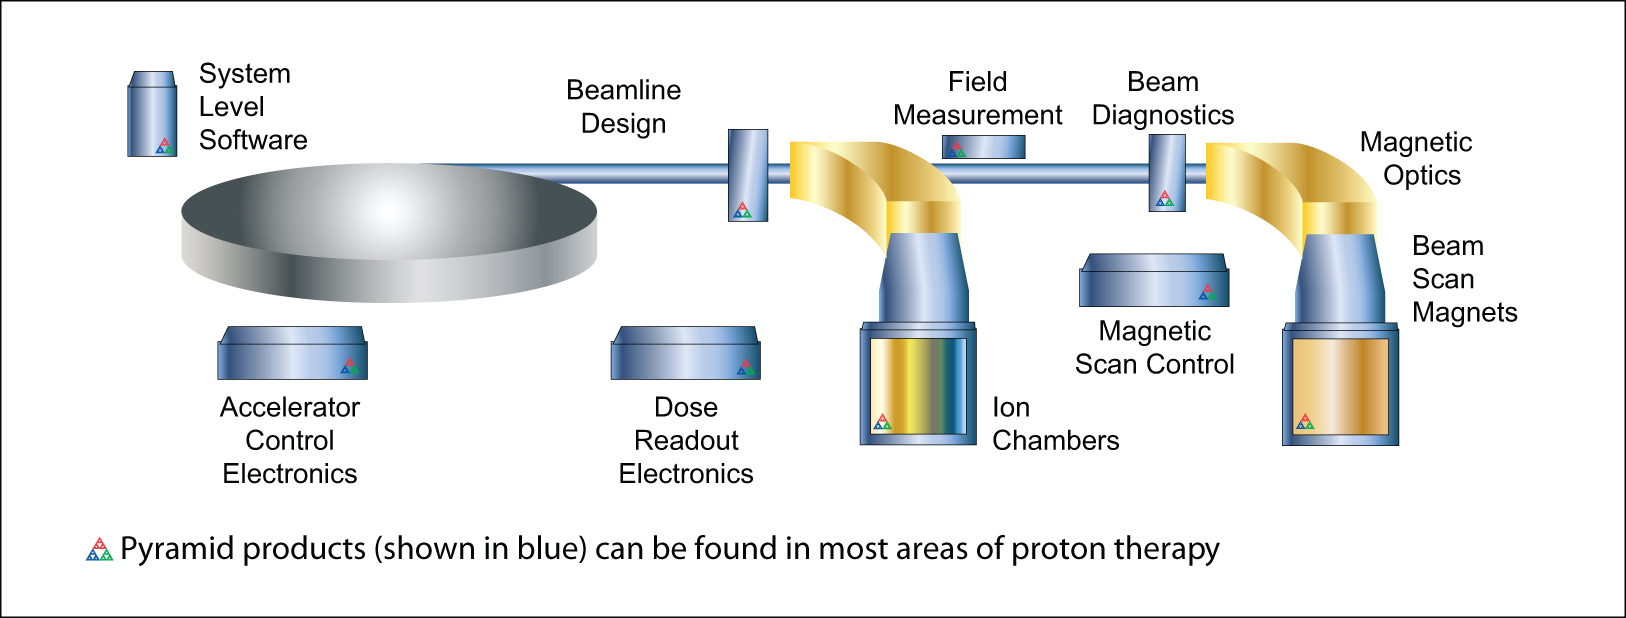 System
Level
Software
Beamline
Design
Field
Measurement
Beam
Diagnostics
Magnetic
Optics
Beam
Scan
Magnets
Magnetic
Scan Control
Accelerator
Control
Electronics
Dose
Readout
Electronics
Ion
Chambers
Pyramid products (shown in blue) can be found in most areas of proton therapy